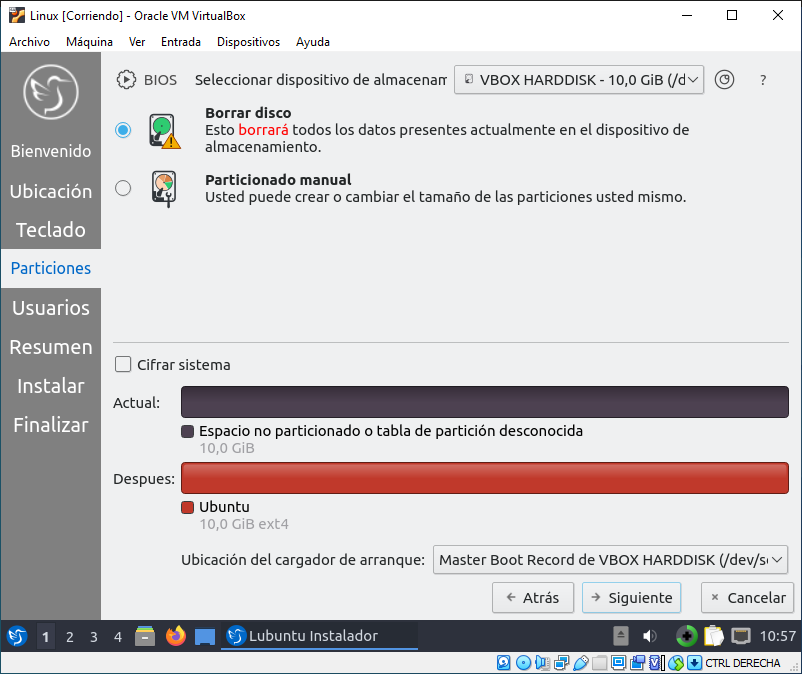 Linux [Corriendo] - Oracle VM VirtualBox
Archivo Máquina Ver Entrada Dispositivos Ayuda
BIOS Seleccionar dispositivo de almacenam VBOX HARDDISK - 10,0 GiB (/d ?
Borrar disco
Esto borrará todos los datos presentes actualmente en el dispositivo de
almacenamiento.
Particionado manual
Usted puede crear o cambiar el tamaño de las particiones usted mismo.
Bienvenido
Ubicación
Teclado
Particiones
Usuarios
Resumen
Instalar
Finalizar
Cifrar sistema
Actual:
Espacio no particionado o tabla de partición desconocida
10,0 GiB
Despues:
Ubuntu
10,0 GiB ext4
Ubicación del cargador de arranque: Master Boot Record de VBOX HARDDISK (/dev/s
Atrás Siguiente Cancelar
1 2 3 4 Lubuntu Instalador 10:57
CTRL DERECHA